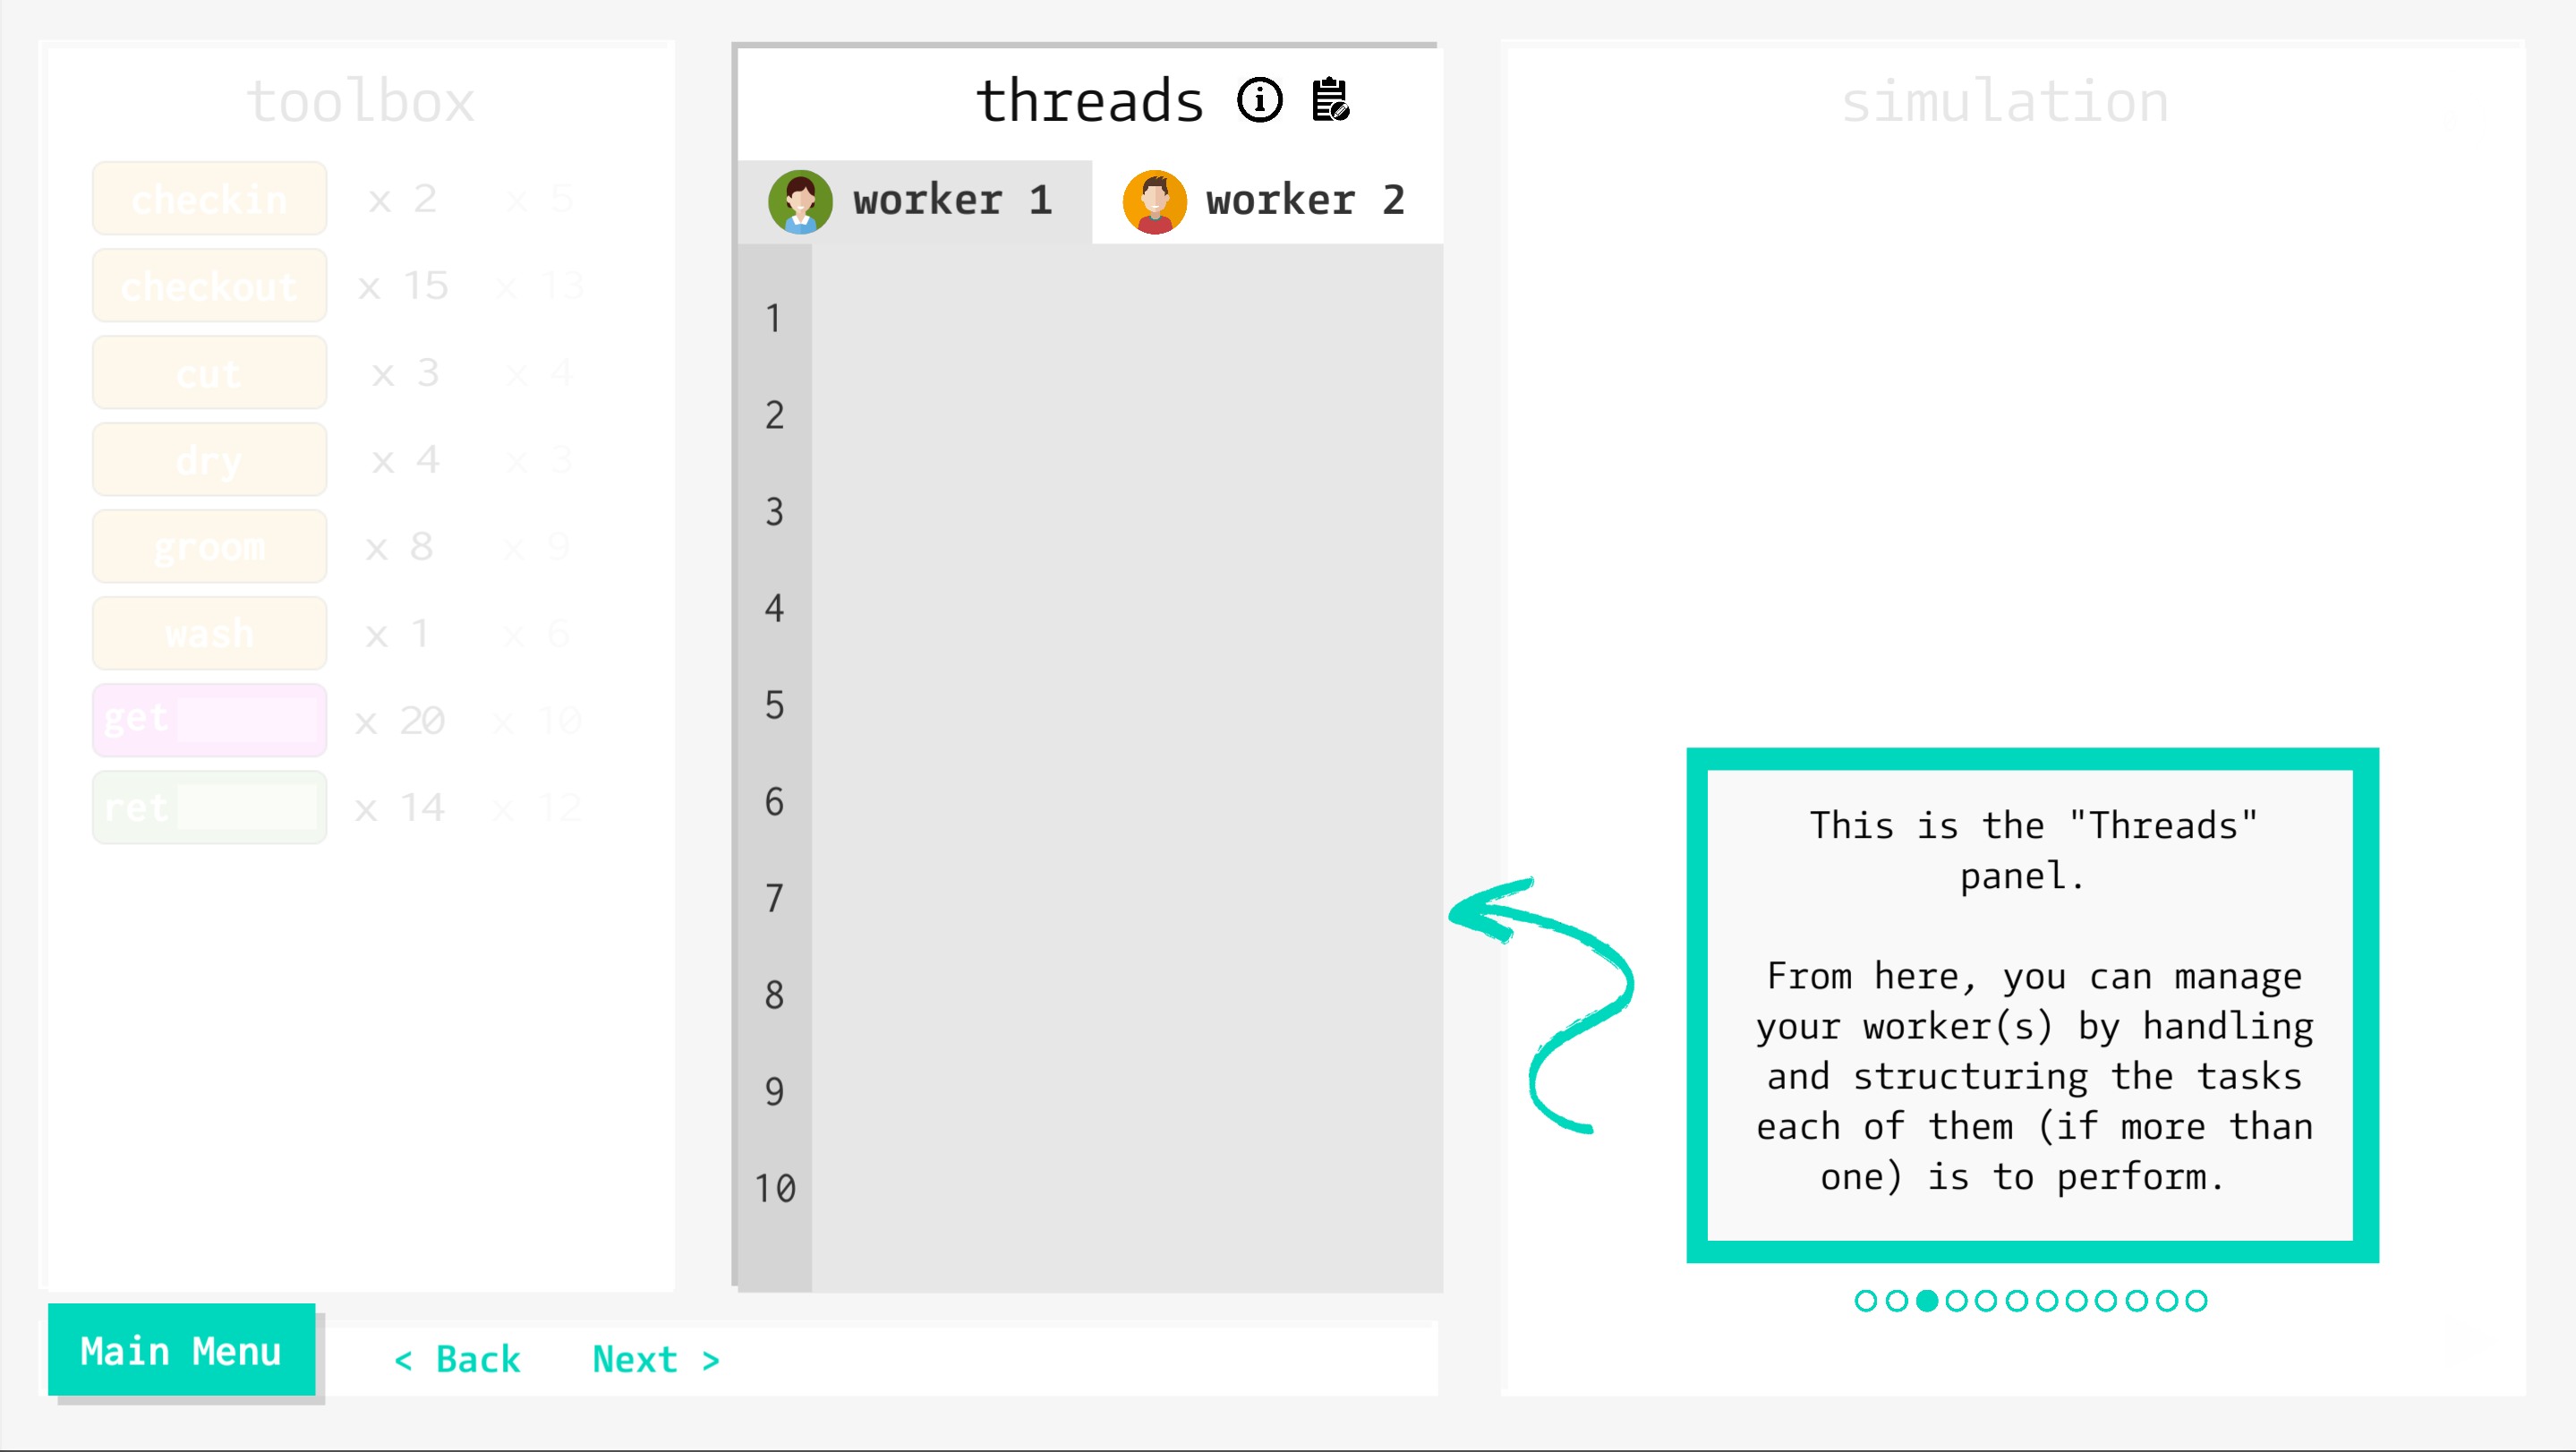 toolbox
checkin x 2 x 5
checkout x 15 x 13
cut x 3 x 4
dry x 4 x 3
groom x 8 x 9
wash x 1 x 6
get x 20 x 10
ret x 14 x 12
threads
worker 1 worker 2
1
2
3
4
5
6
7
8
9
10
simulation
This is the "Threads"
panel.
From here, you can manage
your worker(s) by handling
and structuring the tasks
each of them (if more than
one) is to perform.
Main Menu
< Back Next >